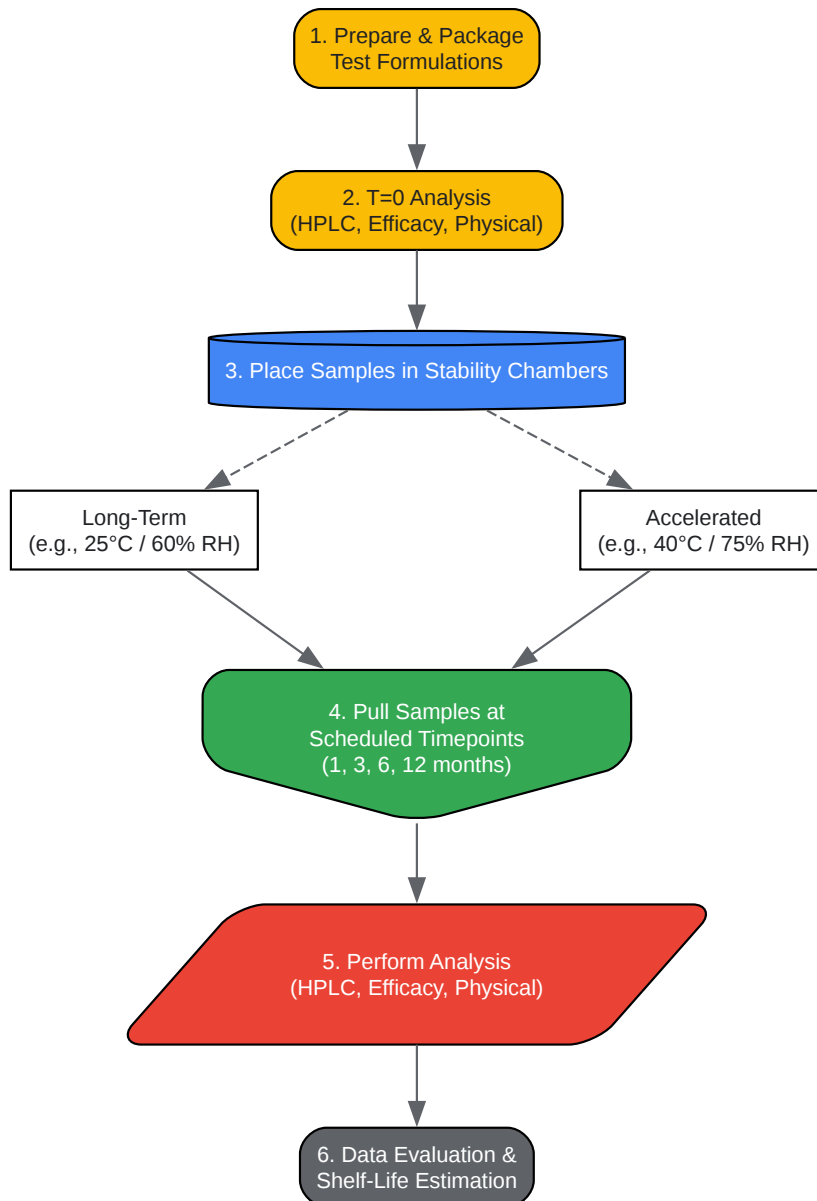 1. Prepare & Package
Test Formulations
2. T=0 Analysis
(HPLC, Efficacy, Physical)
3. Place Samples in Stability Chambers
Long-Term
(e.g., 25°C / 60% RH)
Accelerated
(e.g., 40°C / 75% RH)
4. Pull Samples at
Scheduled Timepoints
(1, 3, 6, 12 months)
5. Perform Analysis
(HPLC, Efficacy, Physical)
6. Data Evaluation &
Shelf-Life Estimation